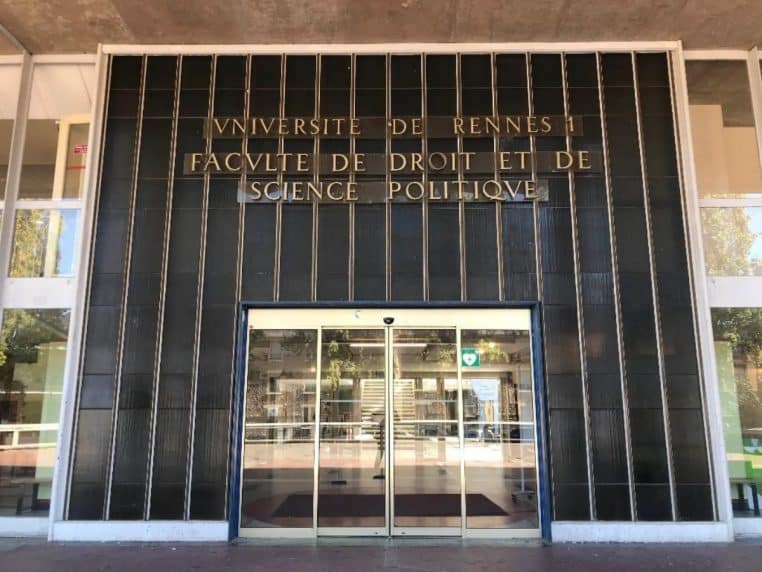 VNIVERSITE DE RENNES 1
FACVLTE DE DROIT ET DE
SCIENCE POLITIQVE